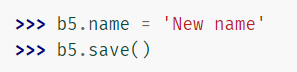 >>> b5.name = 'New name'
>>> b5.save()